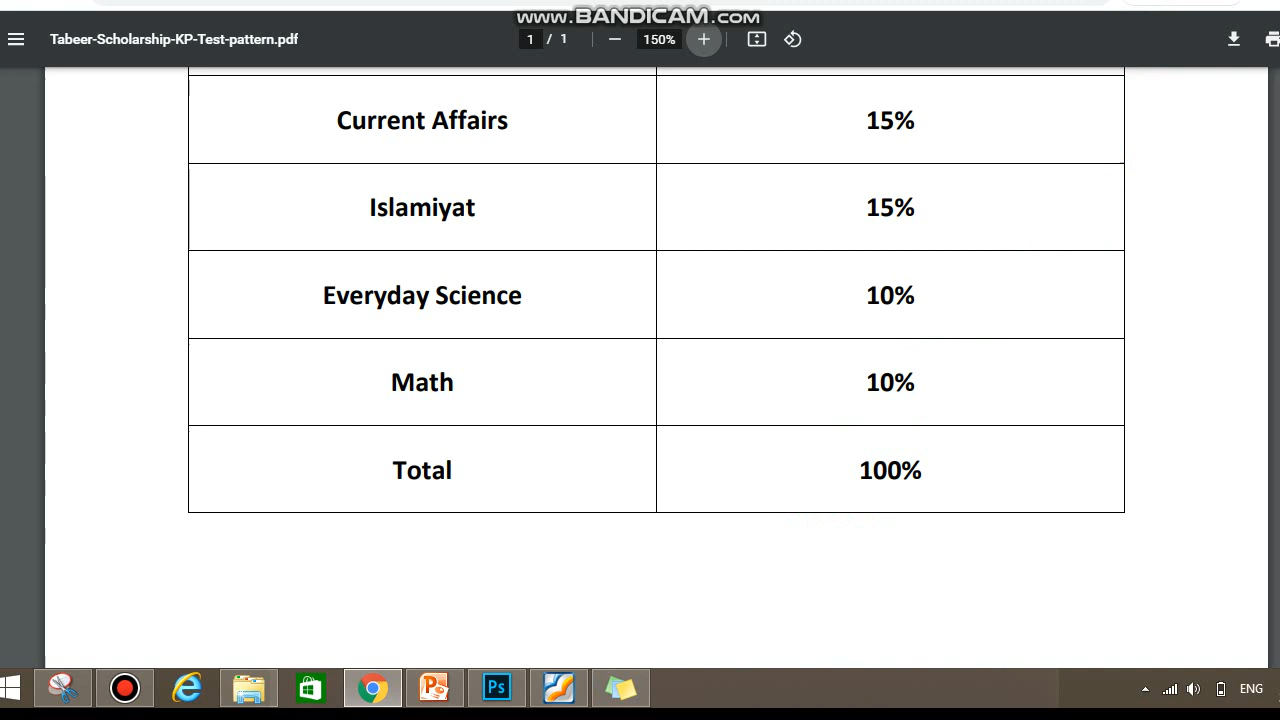 WWW.BANDICAM.COM
Tabeer-Scholarship-KP-Test-pattern.pdf 1 / 1 150%
Current Affairs 15%
Islamiyat 15%
Everyday Science 10%
Math 10%
Total 100%
Ps ENG